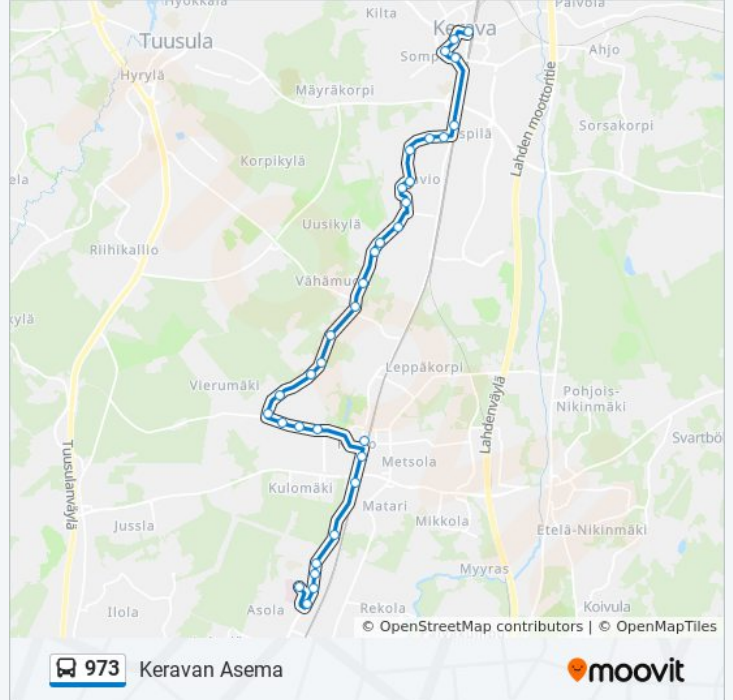 Hyökkälä
Kilta
Palvola
Tuusula
Kerava
Ahjo
Hyrylä
Mäyräkorpi
Lahden moottoritie
Sorsakorpi
Korpikylä
Uusikylä
Riihikallio
Leppäkorpi
Vierumäki
Pohjois-
Nikinmäki
Lahdenväylä
Tuusulanväylä
Metsola
Kulomäki
Matari
Mikkola
Jussla
Etelä-Nikinmäki
Myyras
Ilola
Asola
Rekola
Koivula
© OpenStreetMap contributors | © OpenMapTiles
973 Keravan Asema
moovit